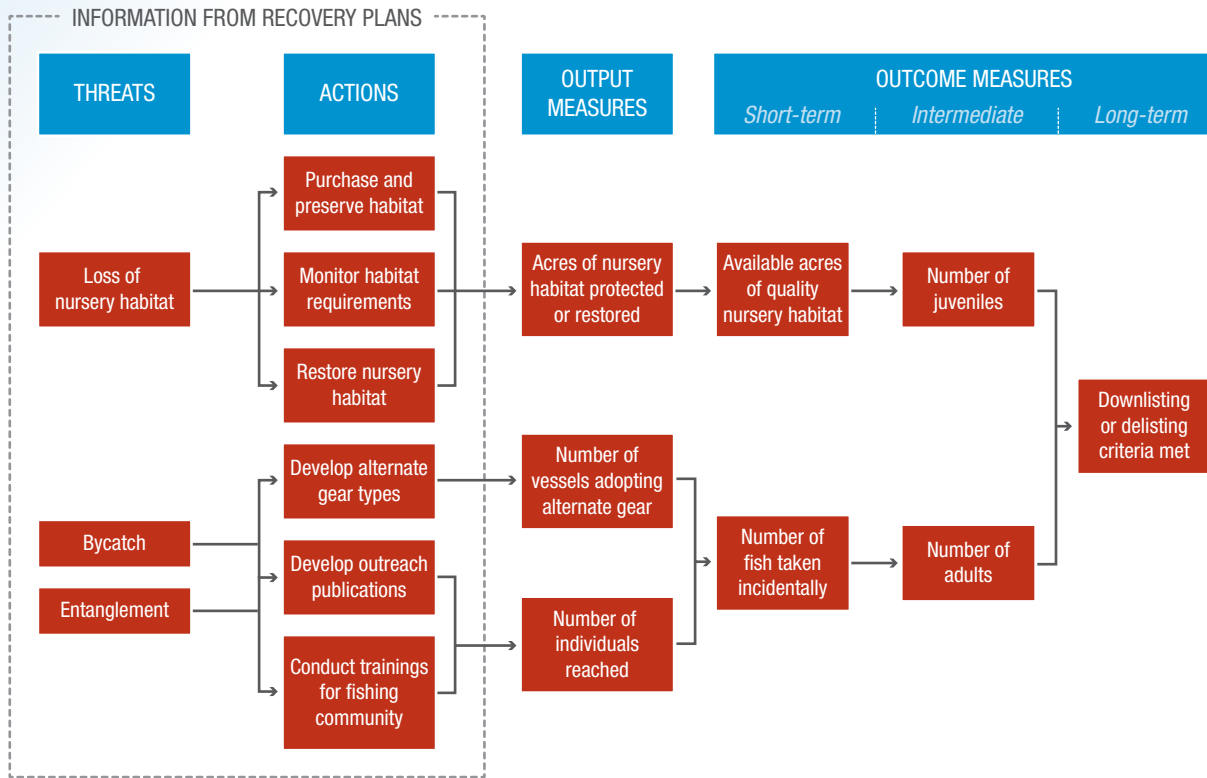 INFORMATION FROM RECOVERY PLANS
THREATS
ACTIONS
OUTPUT
MEASURES
OUTCOME MEASURES
Short-term
Intermediate
Long-term
Loss of
nursery habitat
Purchase and
preserve habitat
Monitor habitat
requirements
Restore nursery
habitat
Acres of nursery
habitat protected
or restored
Available acres
of quality
nursery habitat
Number of
juveniles
Downlisting
or delisting
criteria met
Bycatch
Entanglement
Develop alternate
gear types
Develop outreach
publications
Conduct trainings
for fishing
community
Number of
vessels adopting
alternate gear
Number of
individuals
reached
Number of
fish taken
incidentally
Number of
adults